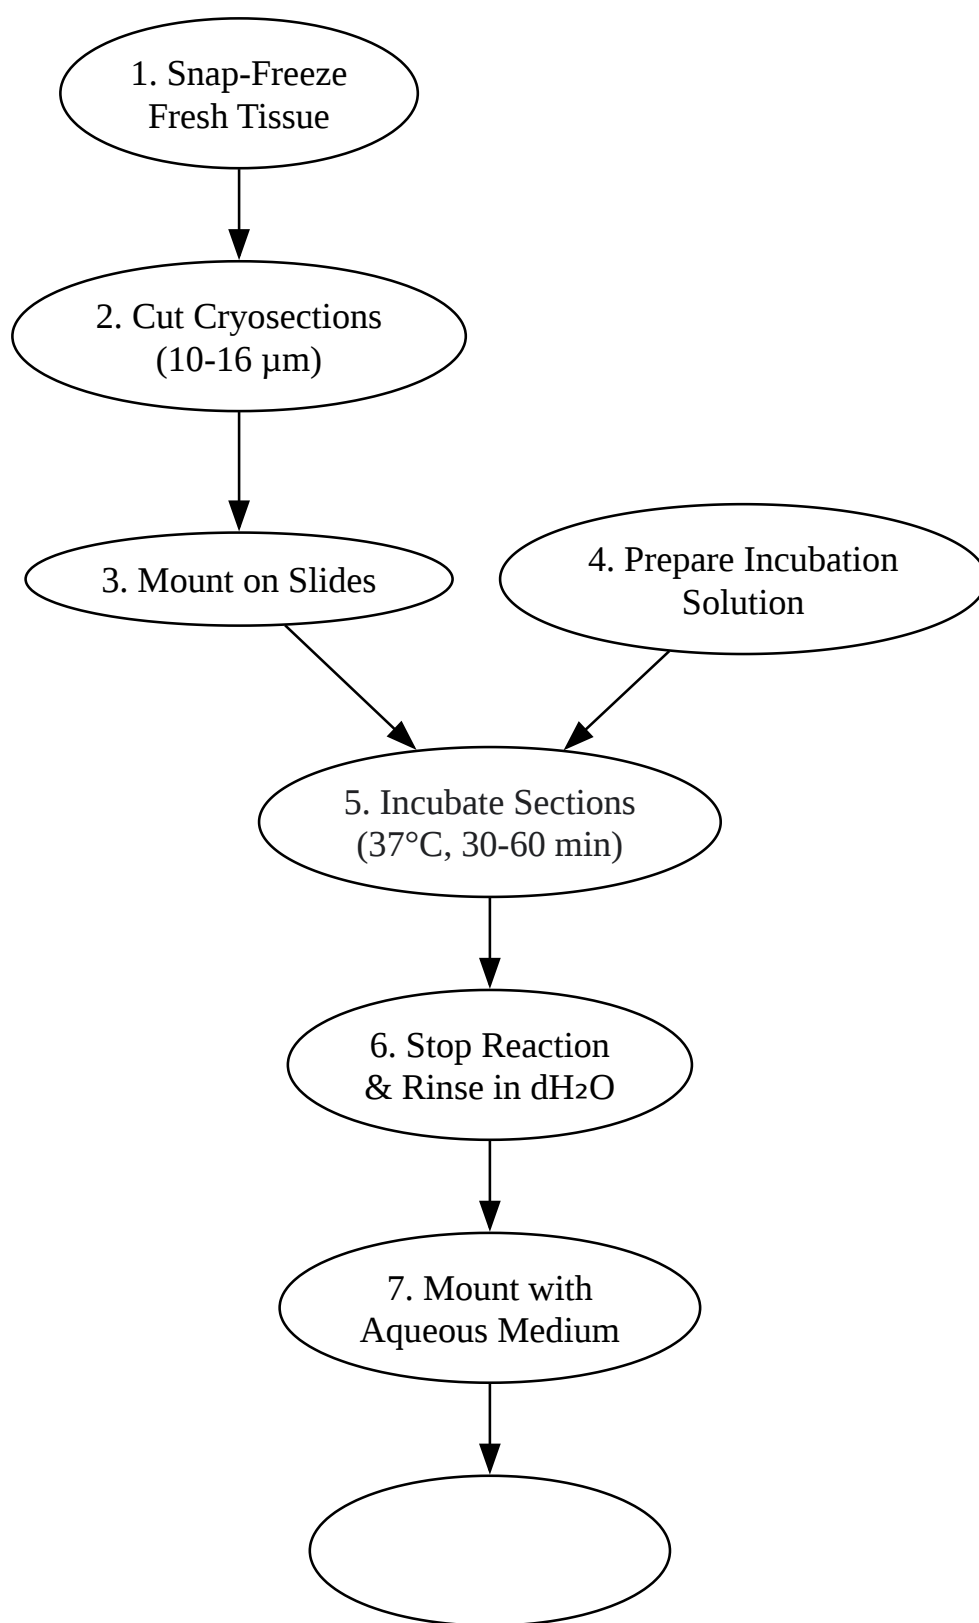 1. Snap-Freeze
Fresh Tissue
2. Cut Cryosections
(10-16 µm)
3. Mount on Slides
4. Prepare Incubation
Solution
5. Incubate Sections
(37°C, 30-60 min)
6. Stop Reaction
& Rinse in dH₂O
7. Mount with
Aqueous Medium